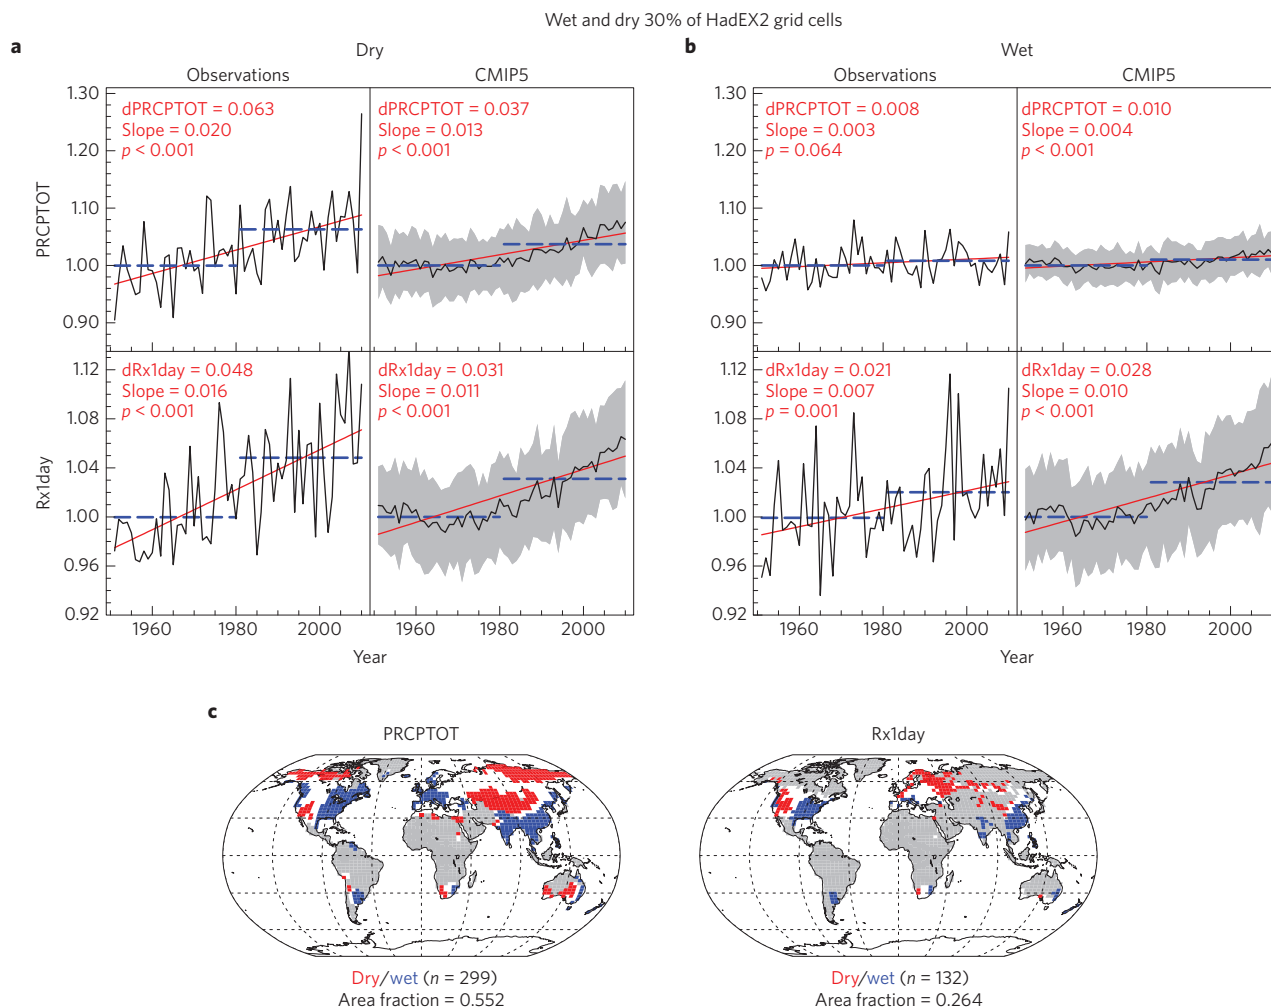 Wet and dry 30% of HadEX2 grid cells
a
Dry
Observations
CMIP5
PRCPTOT
1.30
1.20
1.10
1.00
0.90
dPRCPTOT = 0.063
Slope = 0.020
p < 0.001
dPRCPTOT = 0.037
Slope = 0.013
p < 0.001
Rx1day
1.12
1.08
1.04
1.00
0.96
0.92
dRx1day = 0.048
Slope = 0.016
p < 0.001
dRx1day = 0.031
Slope = 0.011
p < 0.001
1960 1980 2000 1960 1980 2000
Year
b
Wet
Observations
CMIP5
1.30
1.20
1.10
1.00
0.90
dPRCPTOT = 0.008
Slope = 0.003
p = 0.064
dPRCPTOT = 0.010
Slope = 0.004
p < 0.001
1.12
1.08
1.04
1.00
0.96
0.92
dRx1day = 0.021
Slope = 0.007
p = 0.001
dRx1day = 0.028
Slope = 0.010
p < 0.001
1960 1980 2000 1960 1980 2000
Year
c
PRCPTOT
Dry/wet (n = 299)
Area fraction = 0.552
Rx1day
Dry/wet (n = 132)
Area fraction = 0.264